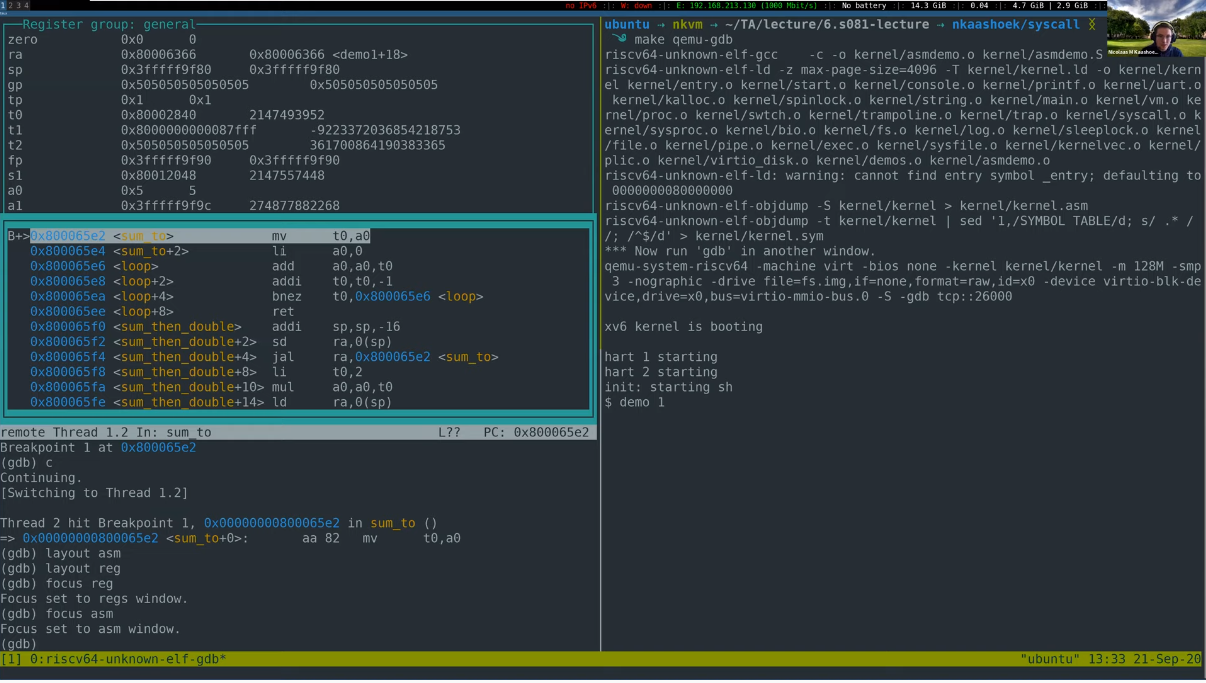 1 2 3 4
no IPv6 :|: W: down :|: E: 192.168.213.130 (1000 Mbit/s) :|: No battery :|: 14.3 GiB :|: 0.04 :|: 4.7 GiB | 2.9 GiB :|:
Register group: general
zero 0x0 0
ra 0x80006366 0x80006366 <demo1+18>
sp 0x3fffff9f80 0x3fffff9f80
gp 0x505050505050505 0x505050505050505
tp 0x1 0x1
t0 0x80002840 2147493952
t1 0x8000000000087fff -9223372036854218753
t2 0x505050505050505 361700864190383365
fp 0x3fffff9f90 0x3fffff9f90
s1 0x80012048 2147557448
a0 0x5 5
a1 0x3fffff9f9c 274877882268
B+>0x800065e2 <sum_to> mv t0,a0
0x800065e4 <sum_to+2> li a0,0
0x800065e6 <loop> add a0,a0,t0
0x800065e8 <loop+2> addi t0,t0,-1
0x800065ea <loop+4> bnez t0,0x800065e6 <loop>
0x800065ee <loop+8> ret
0x800065f0 <sum_then_double> addi sp,sp,-16
0x800065f2 <sum_then_double+2> sd ra,0(sp)
0x800065f4 <sum_then_double+4> jal ra,0x800065e2 <sum_to>
0x800065f8 <sum_then_double+8> li t0,2
0x800065fa <sum_then_double+10> mul a0,a0,t0
0x800065fe <sum_then_double+14> ld ra,0(sp)
remote Thread 1.2 In: sum_to L?? PC: 0x800065e2
Breakpoint 1 at 0x800065e2
(gdb) c
Continuing.
[Switching to Thread 1.2]
Thread 2 hit Breakpoint 1, 0x00000000800065e2 in sum_to ()
=> 0x00000000800065e2 <sum_to+0>: aa 82 mv t0,a0
(gdb) layout asm
(gdb) layout reg
(gdb) focus reg
Focus set to regs window.
(gdb) focus asm
Focus set to asm window.
(gdb)
ubuntu → nkvm → ~/TA/lecture/6.s081-lecture → nkaashoek/syscall
make qemu-gdb
riscv64-unknown-elf-gcc -c -o kernel/asmdemo.o kernel/asmdemo.S
riscv64-unknown-elf-ld -z max-page-size=4096 -T kernel/kernel.ld -o kernel/kern
el kernel/entry.o kernel/start.o kernel/console.o kernel/printf.o kernel/uart.o
kernel/kalloc.o kernel/spinlock.o kernel/string.o kernel/main.o kernel/vm.o ke
rnel/proc.o kernel/swtch.o kernel/trampoline.o kernel/trap.o kernel/syscall.o k
ernel/sysproc.o kernel/bio.o kernel/fs.o kernel/log.o kernel/sleeplock.o kernel
/file.o kernel/pipe.o kernel/exec.o kernel/sysfile.o kernel/kernelvec.o kernel/
plic.o kernel/virtio_disk.o kernel/demos.o kernel/asmdemo.o
riscv64-unknown-elf-ld: warning: cannot find entry symbol _entry; defaulting to
0000000080000000
riscv64-unknown-elf-objdump -S kernel/kernel > kernel/kernel.asm
riscv64-unknown-elf-objdump -t kernel/kernel | sed '1,/SYMBOL TABLE/d; s/ .* /
/; /^$/d' > kernel/kernel.sym
*** Now run 'gdb' in another window.
qemu-system-riscv64 -machine virt -bios none -kernel kernel/kernel -m 128M -smp
3 -nographic -drive file=fs.img,if=none,format=raw,id=x0 -device virtio-blk-de
vice,drive=x0,bus=virtio-mmio-bus.0 -S -gdb tcp::26000
xv6 kernel is booting
hart 1 starting
hart 2 starting
init: starting sh
$ demo 1
Nicolaas M Kaashoe...
[1] 0:riscv64-unknown-elf-gdb* "ubuntu" 13:33 21-Sep-20